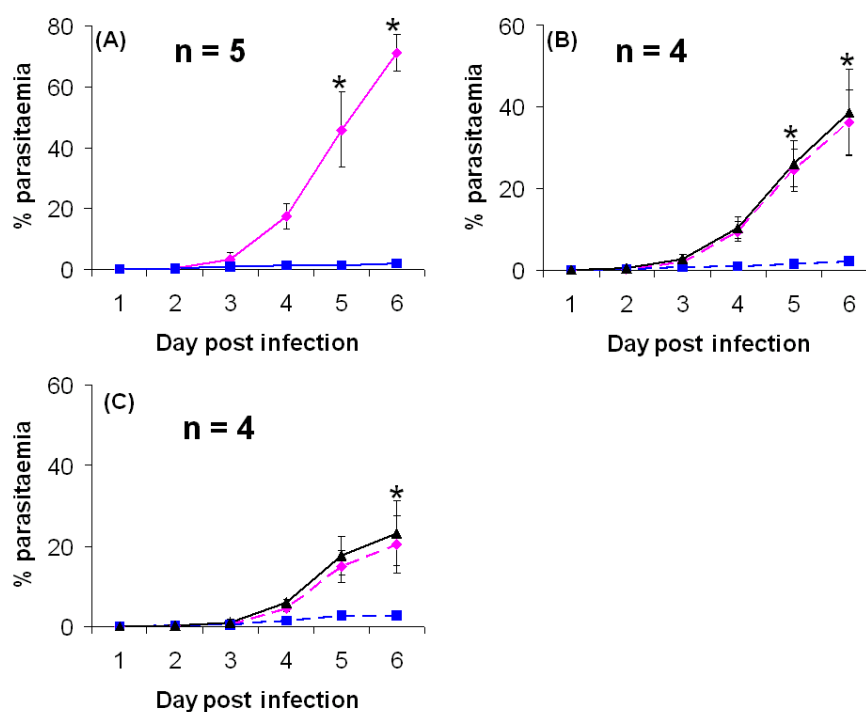 (A)
n = 5
*
*
% parasitaemia
80
60
40
20
0
1 2 3 4 5 6
Day post infection
(B)
n = 4
*
*
% parasitaemia
60
40
20
0
1 2 3 4 5 6
Day post infection
(C)
n = 4
*
% parasitaemia
60
40
20
0
1 2 3 4 5 6
Day post infection